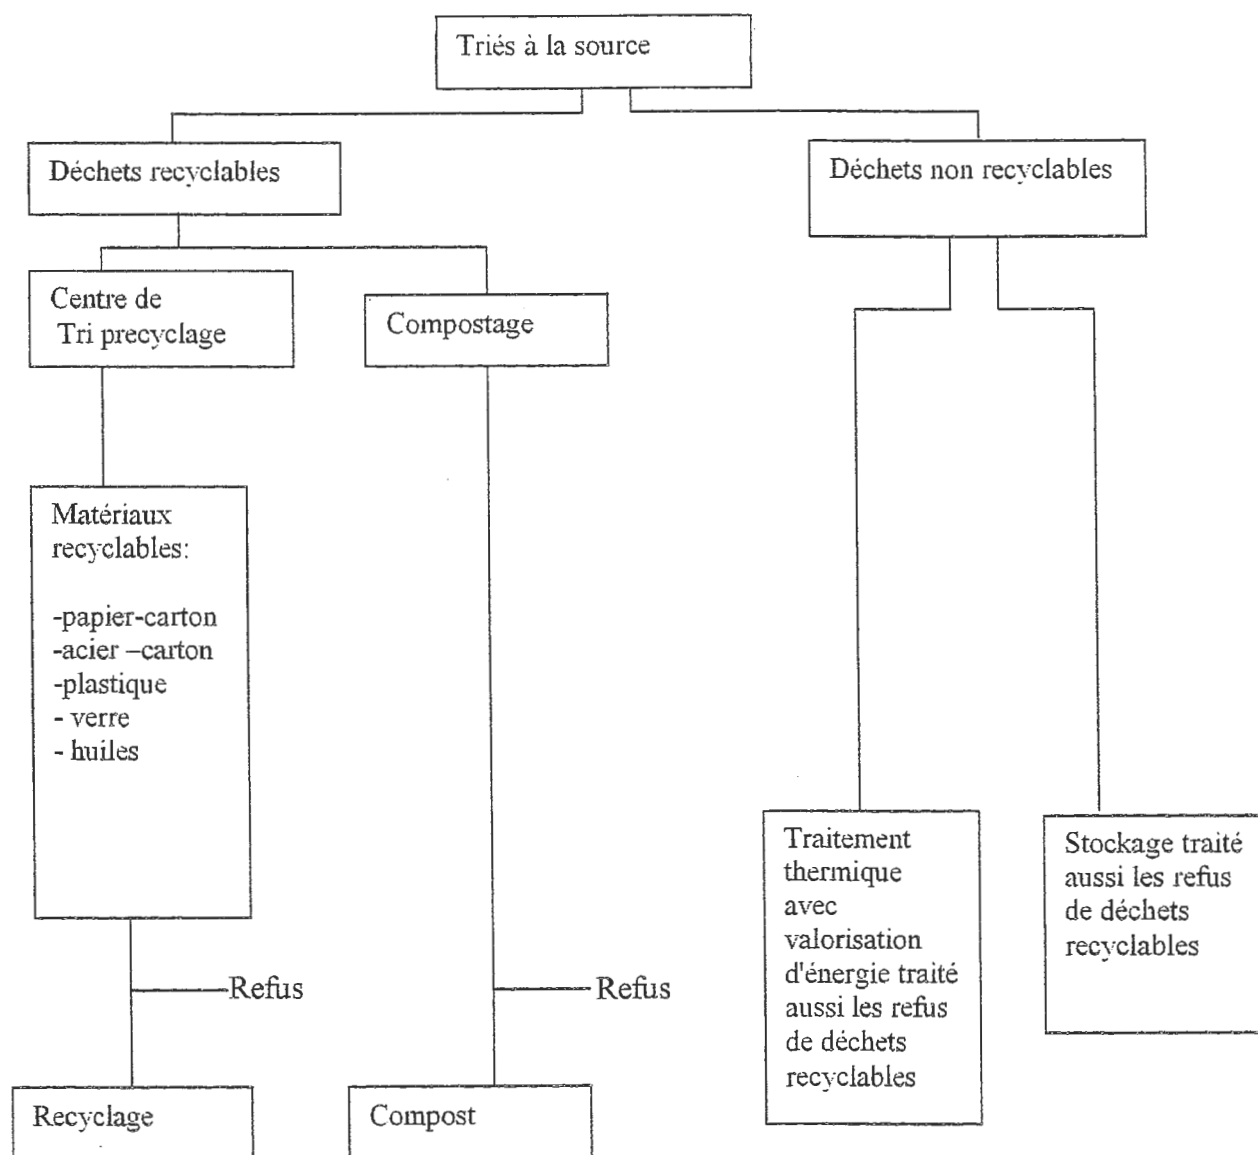 Triés à la source
Déchets recyclables
Déchets non recyclables
Centre de
Tri precyclage
Compostage
Matériaux
recyclables:
-papier-carton
-acier –carton
-plastique
- verre
- huiles
Traitement
thermique
avec
valorisation
d'énergie traité
aussi les refus
de déchets
recyclables
Stockage traité
aussi les refus
de déchets
recyclables
Refus
Refus
Recyclage
Compost